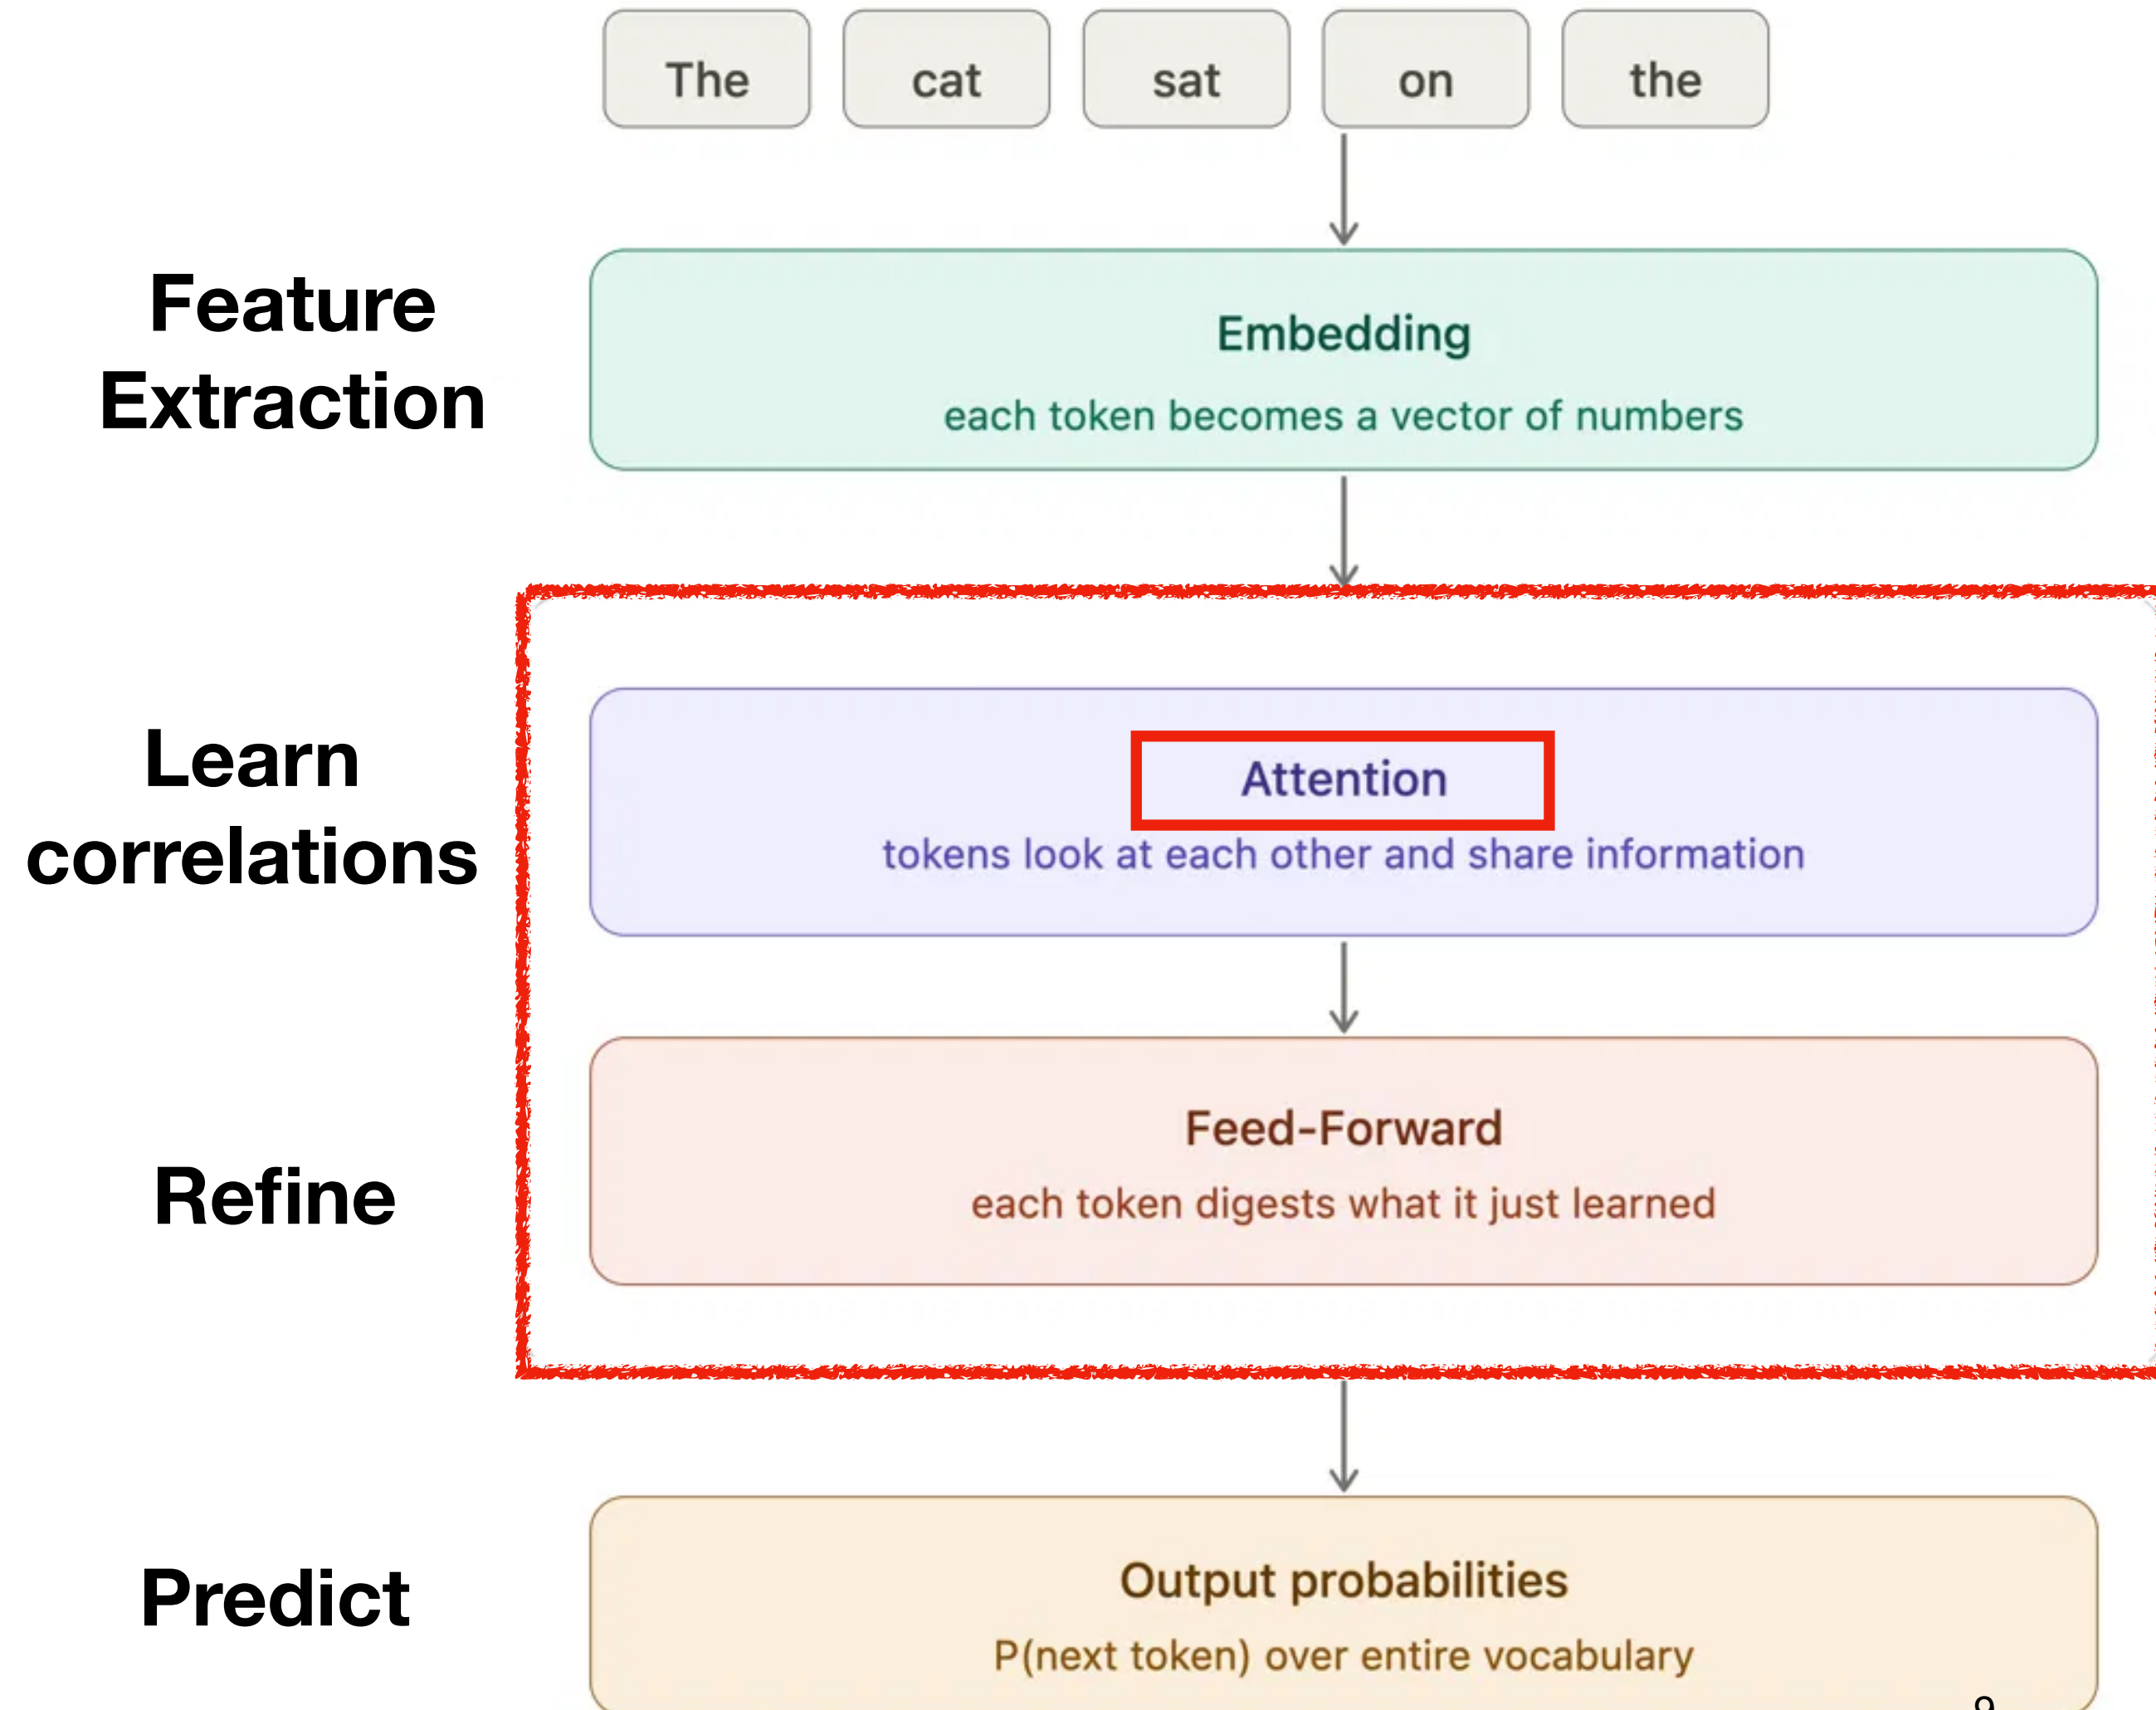 The cat sat on the
Feature
Extraction
Embedding
each token becomes a vector of numbers
Learn
correlations
Attention
tokens look at each other and share information
Refine
Feed-Forward
each token digests what it just learned
Predict
Output probabilities
P(next token) over entire vocabulary